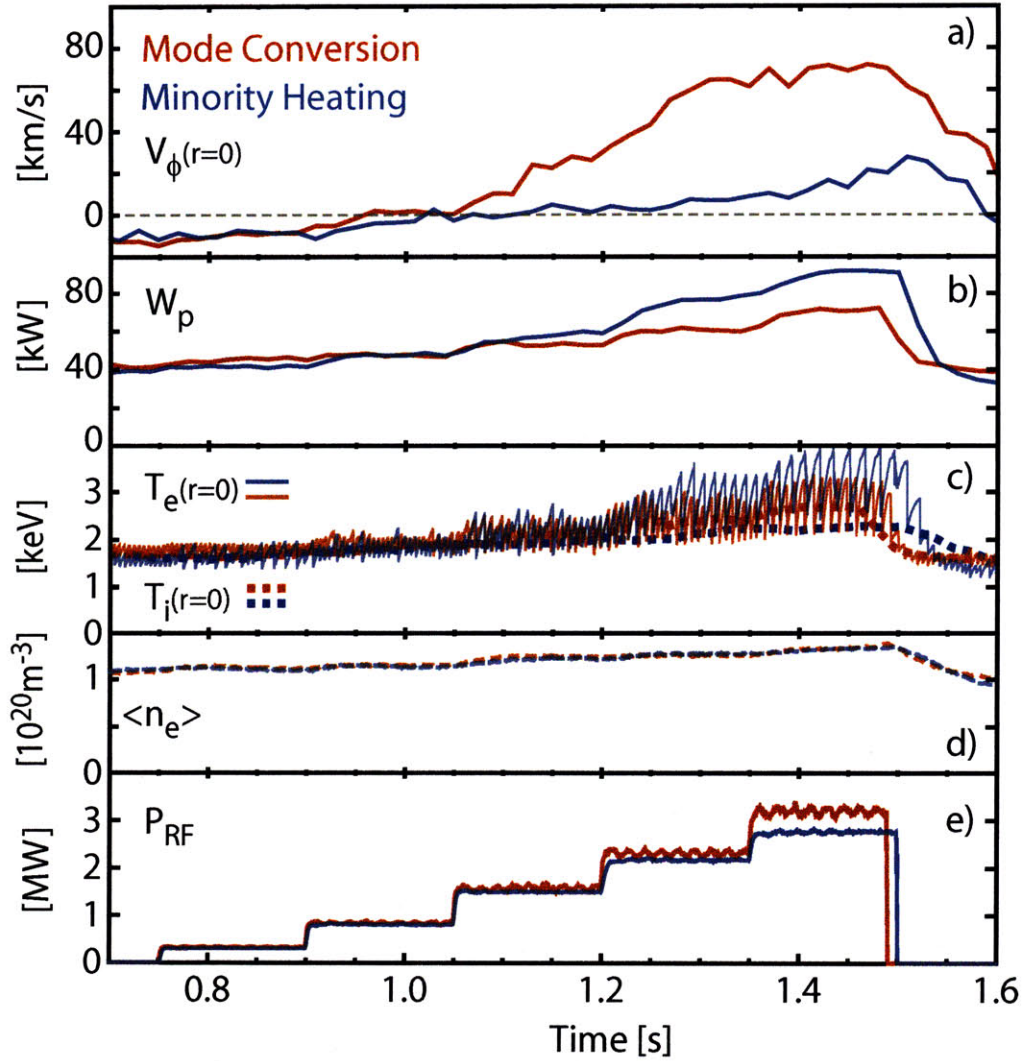 a)
80
Mode Conversion
Minority Heating
[km/s]
40
Vϕ(r=0)
0
b)
80
Wp
[kW]
40
0
c)
3
Te(r=0)
[keV]
2
1
Ti(r=0)
0
[10²⁰m⁻³]
1
<ne>
d)
0
PRF
e)
3
[MW]
2
1
0
0.8 1.0 1.2 1.4 1.6
Time [s]